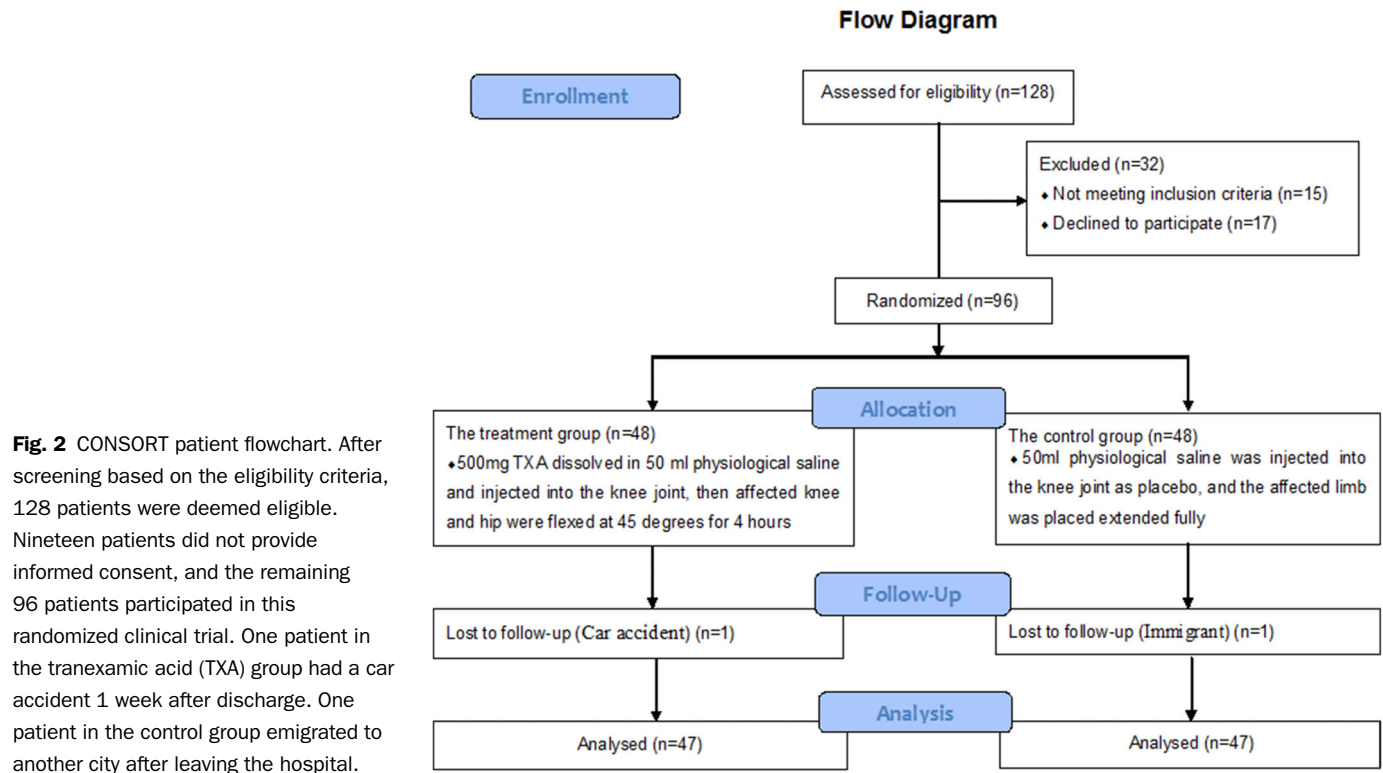 Flow Diagram
Enrollment
Assessed for eligibility (n=128)
Excluded (n=32)
⬧ Not meeting inclusion criteria (n=15)
⬧ Declined to participate (n=17)
Randomized (n=96)
Allocation
The treatment group (n=48)
⬧500mg TXA dissolved in 50 ml physiological saline
and injected into the knee joint, then affected knee
and hip were flexed at 45 degrees for 4 hours
The control group (n=48)
⬧ 50ml physiological saline was injected into
the knee joint as placebo, and the affected limb
was placed extended fully
Follow-Up
Lost to follow-up (Car accident) (n=1)
Lost to follow-up (Immigrant) (n=1)
Analysis
Analysed (n=47)
Analysed (n=47)
Fig. 2 CONSORT patient flowchart. After
screening based on the eligibility criteria,
128 patients were deemed eligible.
Nineteen patients did not provide
informed consent, and the remaining
96 patients participated in this
randomized clinical trial. One patient in
the tranexamic acid (TXA) group had a car
accident 1 week after discharge. One
patient in the control group emigrated to
another city after leaving the hospital.